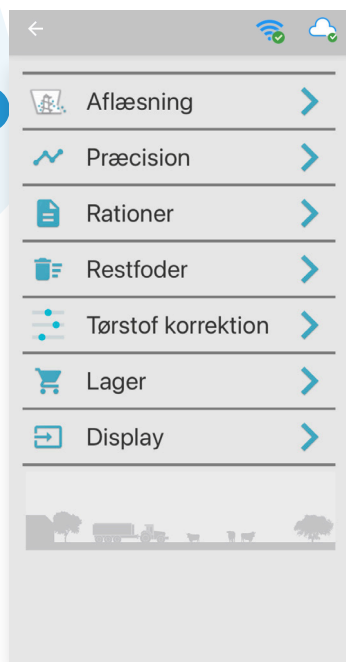 Aflæsning
Præcision
Rationer
Restfoder
Tørstof korrektion
Lager
Display